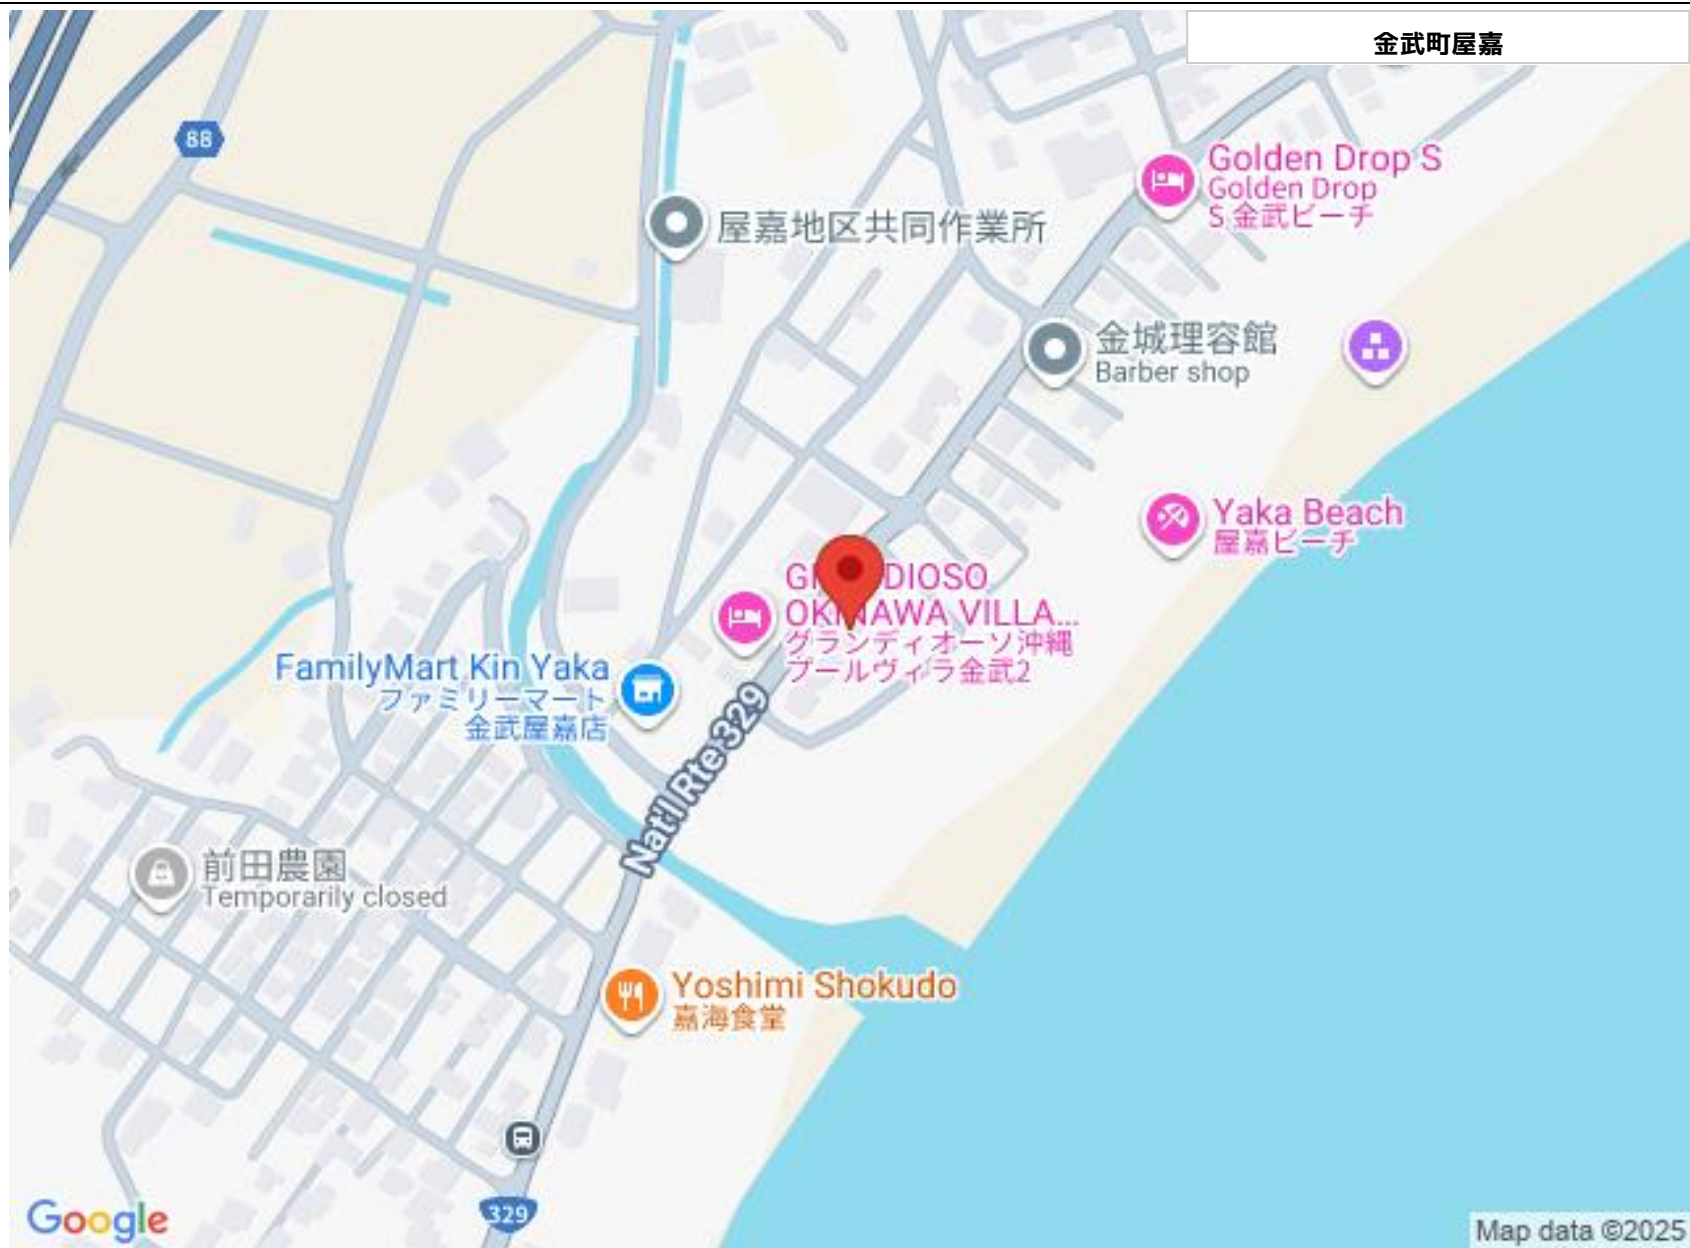 金武町屋嘉
88
Golden Drop S
Golden Drop
S 金武ビーチ
屋嘉地区共同作業所
金城理容館
Barber shop
Yaka Beach
屋嘉ビーチ
OKINAWA VILLA...
グランディオーソ沖縄
プールヴィラ金武2
FamilyMart Kin Yaka
ファミリーマート
金武屋嘉店
Nat'l Rte 329
前田農園
Temporarily closed
Yoshimi Shokudo
嘉海食堂
329
Google
Map data ©2025